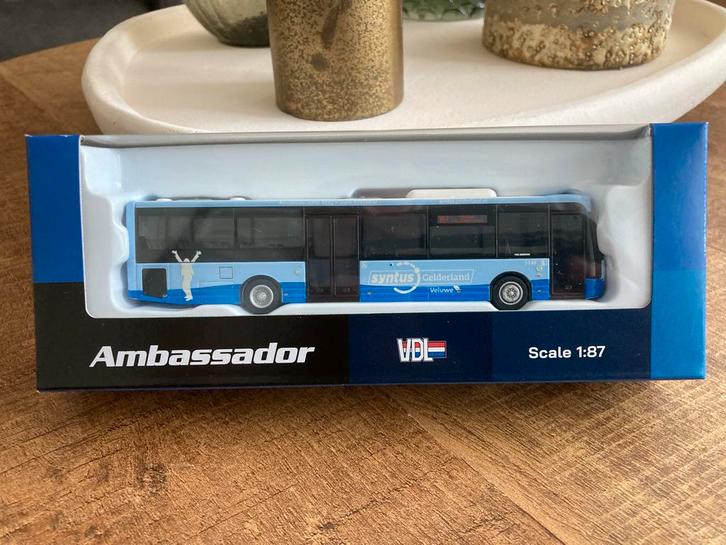 syntus Gelderland
Veluwe
Ambassador
VDL
Scale 1:87